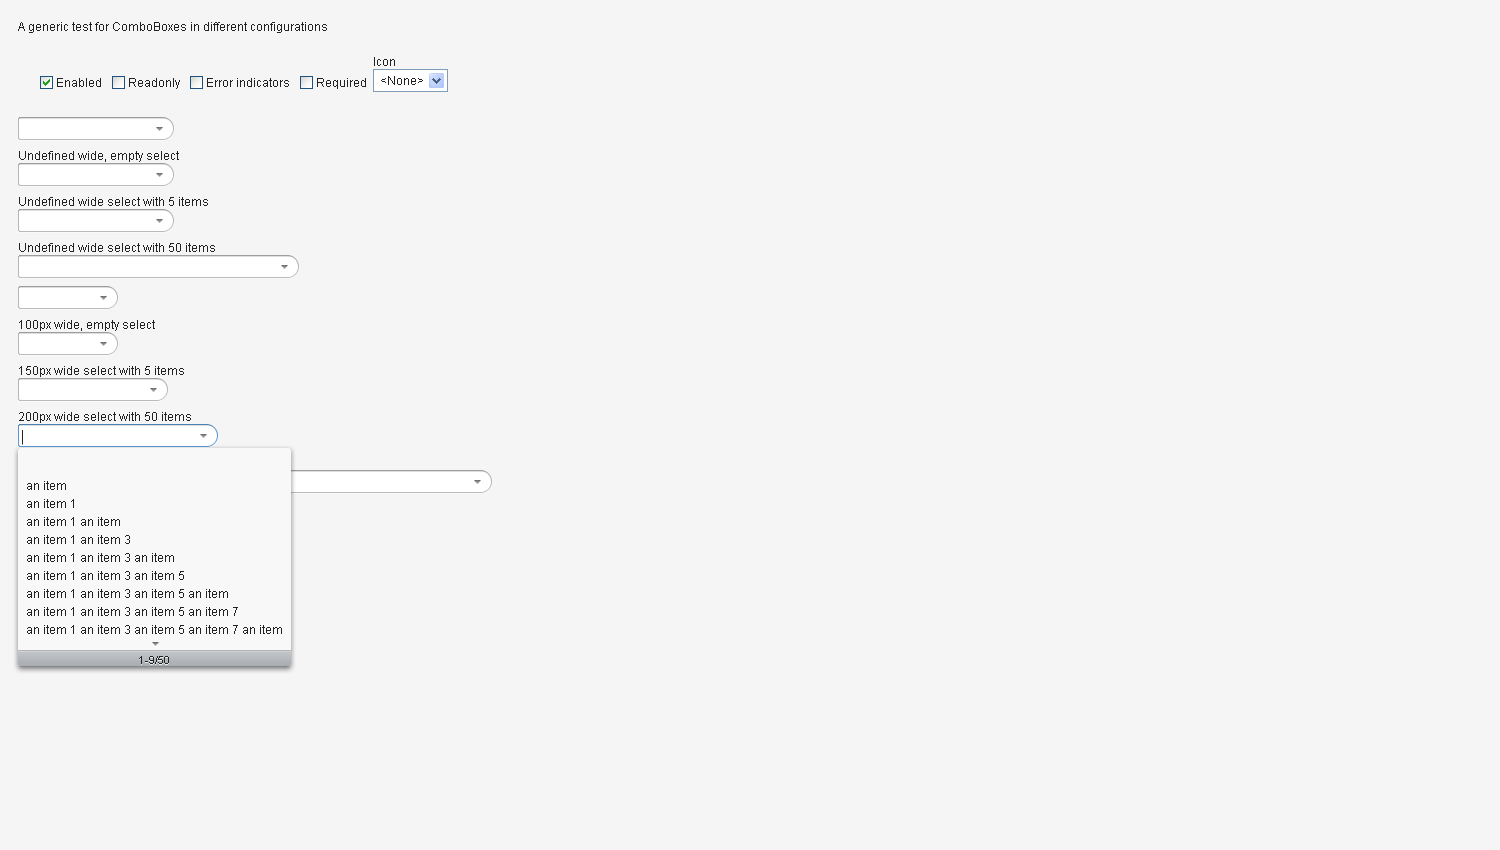 A generic test for ComboBoxes in different configurations
Icon
Enabled Readonly Error indicators Required <None>
Undefined wide, empty select
Undefined wide select with 5 items
Undefined wide select with 50 items
100px wide, empty select
150px wide select with 5 items
200px wide select with 50 items
an item
an item 1
an item 1 an item
an item 1 an item 3
an item 1 an item 3 an item
an item 1 an item 3 an item 5
an item 1 an item 3 an item 5 an item
an item 1 an item 3 an item 5 an item 7
an item 1 an item 3 an item 5 an item 7 an item
1-9/50